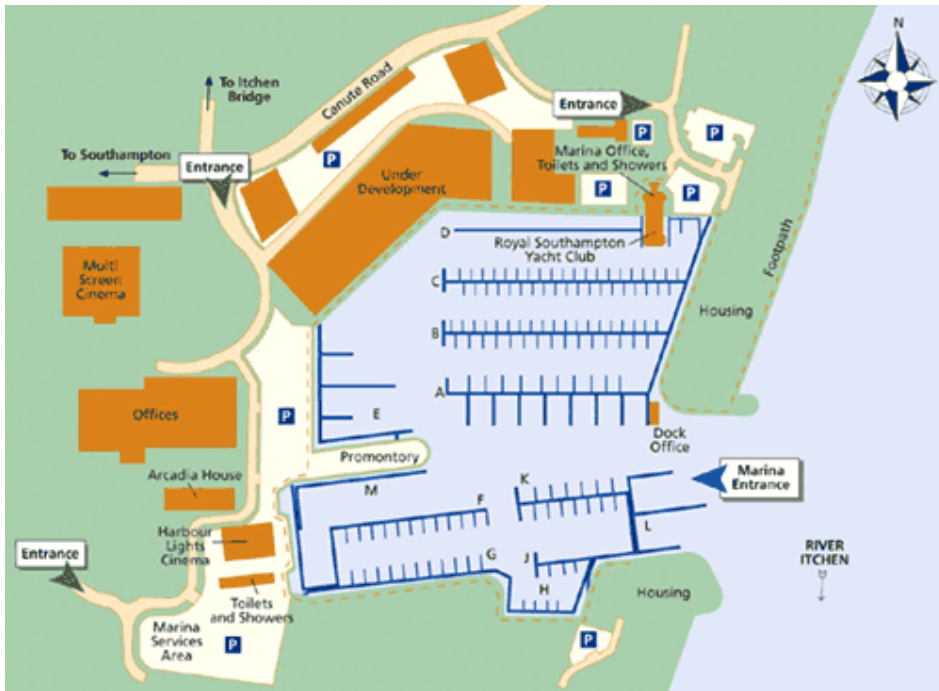 N
To Itchen
Bridge
Canute Road
Entrance
P
P
To Southampton
Entrance
P
Marina Office,
Toilets and Showers
Under
Development
P
P
D
Royal Southampton
Yacht Club
Footpath
Multi
Screen
Cinema
C
Housing
B
A
Offices
P
E
Dock
Office
Promontory
Marina
Entrance
Arcadia House
M
K
F
L
Harbour
Lights
Cinema
G
J
Entrance
RIVER
ITCHEN
H
Housing
Toilets
and Showers
Marina
Services
Area
P
P